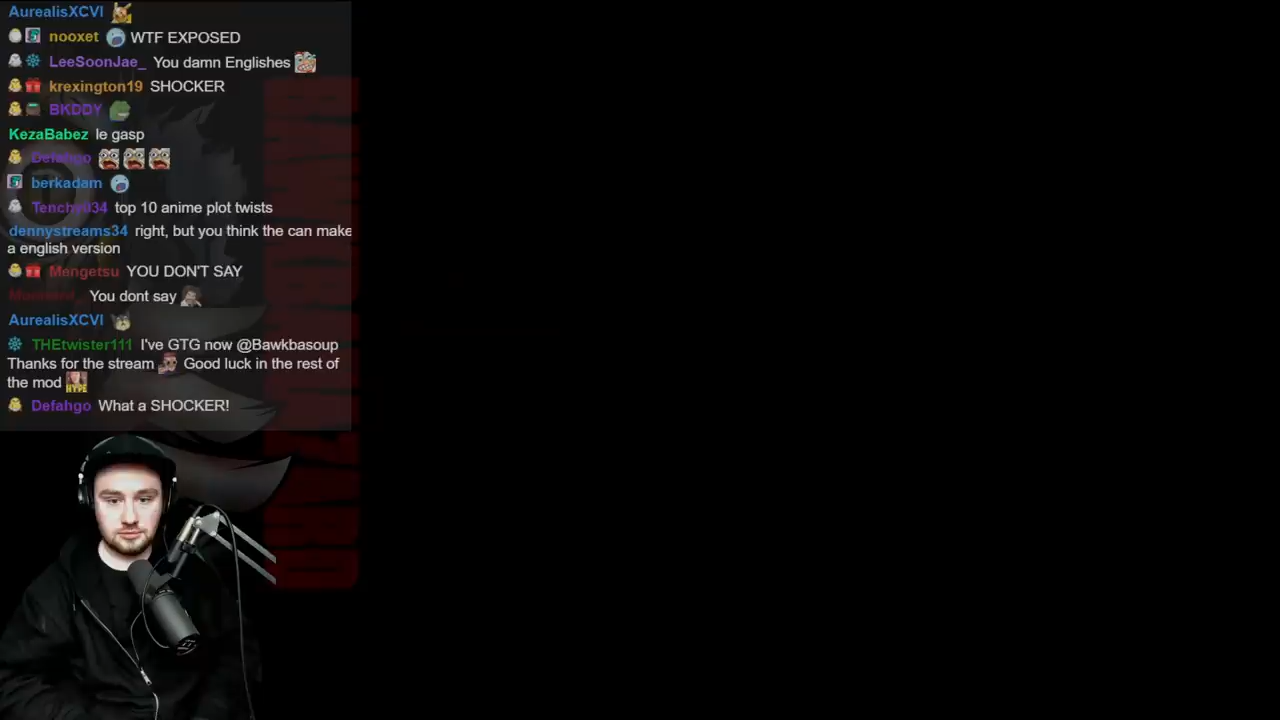 AurealisXCVI
nooxet WTF EXPOSED
LeeSoonJae_ You damn Englishes
krexington19 SHOCKER
BKDDY
KezaBabez le gasp
Defahgo
berkadam
Tenchy034 top 10 anime plot twists
dennystreams34 right, but you think the can make
a english version
Mengetsu YOU DON'T SAY
You dont say
AurealisXCVI
THEtwister111 I've GTG now @Bawkbasoup
Thanks for the stream Good luck in the rest of
the mod HYPE
Defahgo What a SHOCKER!